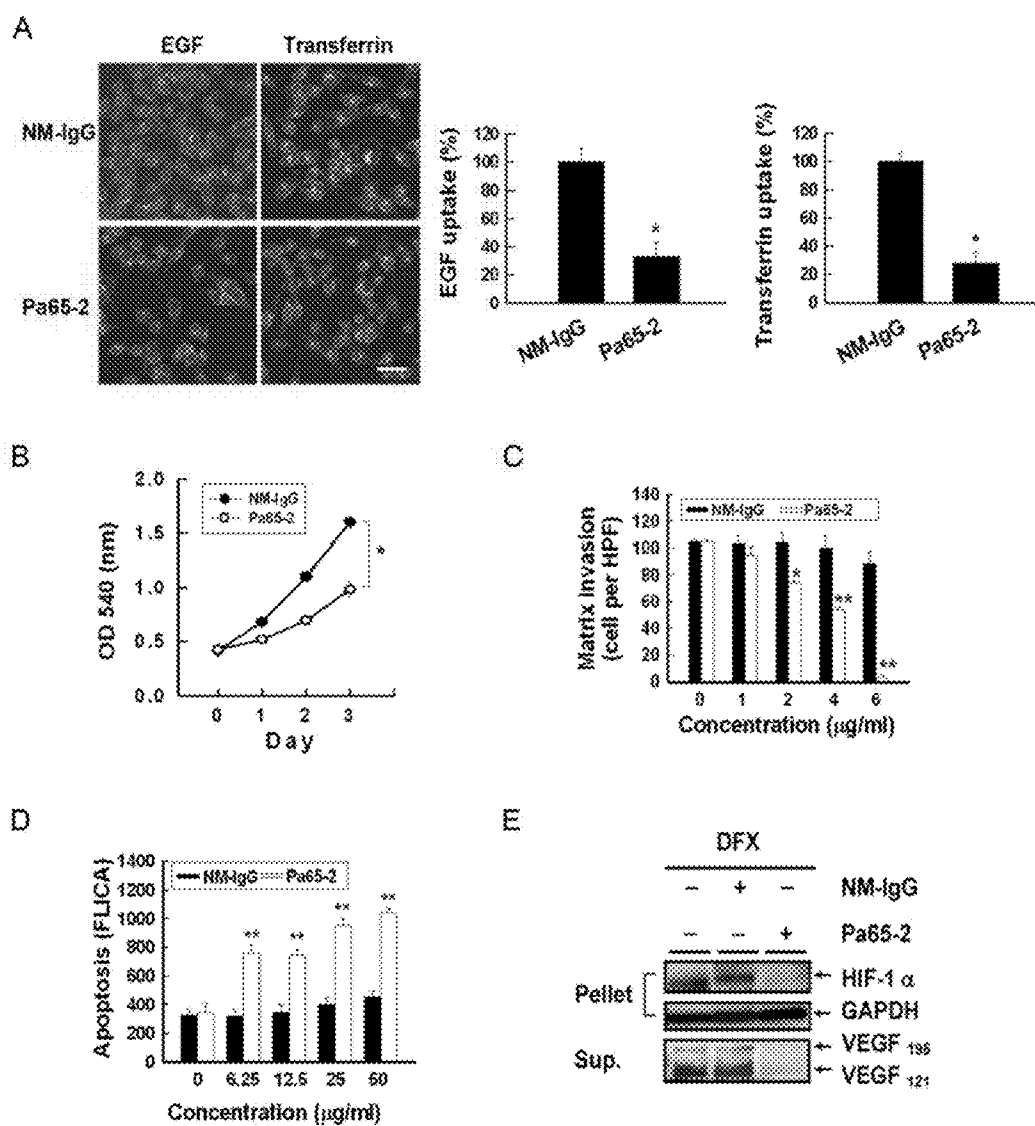 A
EGF Transferrin
NM-IgG
Pa65-2
EGF uptake (%)
120
100
80
60
40
20
0
*
NM-IgG Pa65-2
Transferrin uptake (%)
120
100
80
60
40
20
0
*
NM-IgG Pa65-2
B
OD 540 (nm)
2.0
1.5
1.0
0.5
0.0
NM-IgG
Pa65-2
*
0 1 2 3
Day
C
Matrix invasion
(cell per HPF)
140
120
100
80
60
40
20
0
NM-IgG Pa65-2
* ** **
0 1 2 4 6
Concentration (μg/ml)
D
Apoptosis (FLICA)
1400
1200
1000
800
600
400
200
0
NM-IgG Pa65-2
** ** ** **
0 6.25 12.5 25 50
Concentration (μg/ml)
E
DFX
− + − NM-IgG
− − + Pa65-2
Pellet
HIF-1 α
GAPDH
Sup.
VEGF
VEGF 121